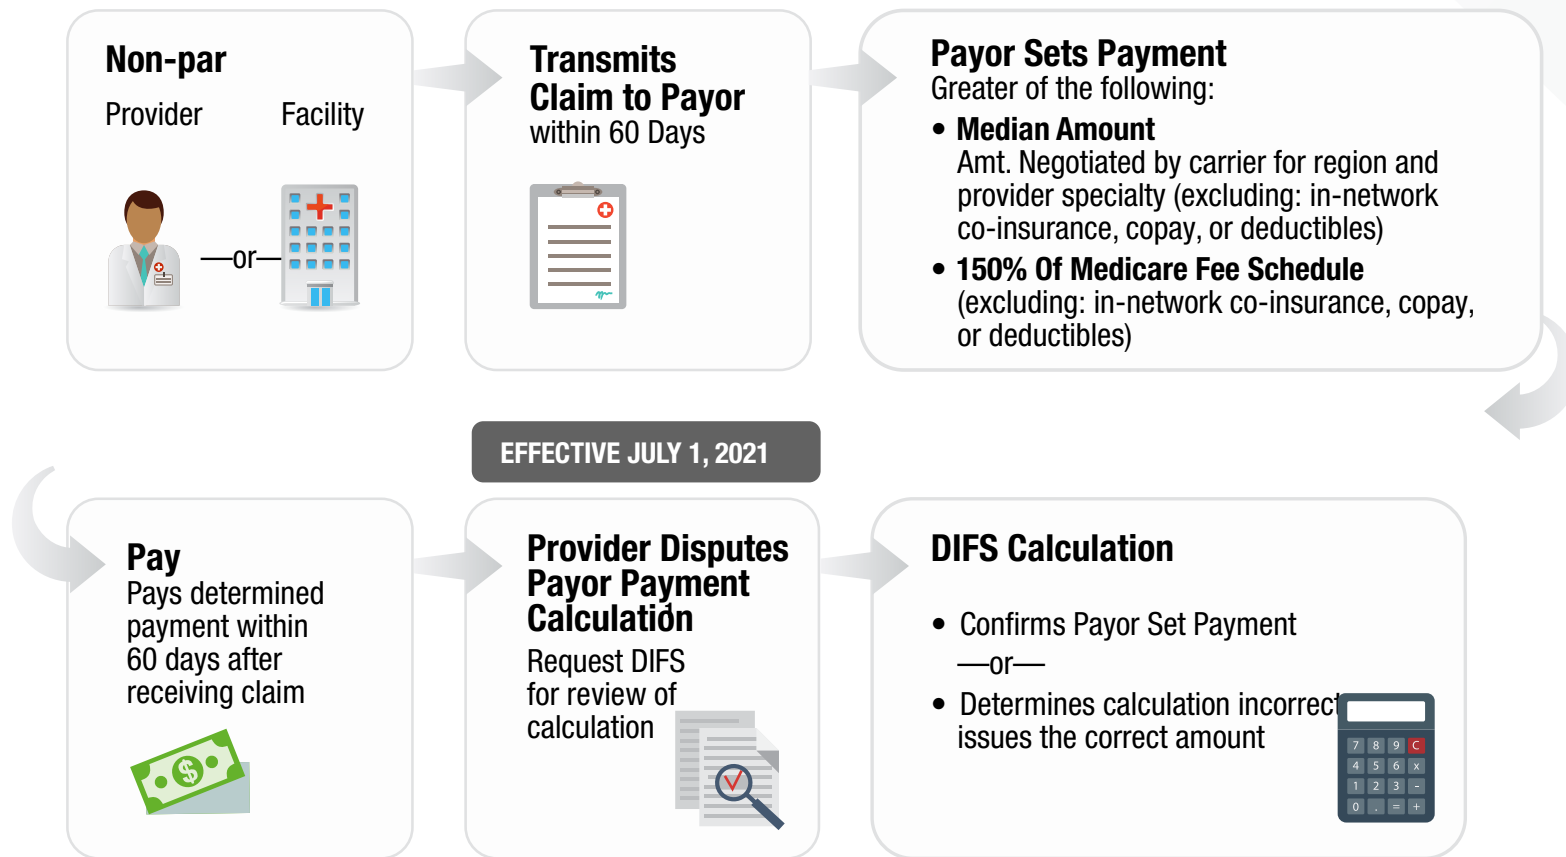 Non-par
Provider
Facility
—or—
Transmits
Claim to Payor
within 60 Days
Payor Sets Payment
Greater of the following:
• Median Amount
Amt. Negotiated by carrier for region and
provider specialty (excluding: in-network
co-insurance, copay, or deductibles)
• 150% Of Medicare Fee Schedule
(excluding: in-network co-insurance, copay,
or deductibles)
EFFECTIVE JULY 1, 2021
Pay
Pays determined
payment within
60 days after
receiving claim
$
Provider Disputes
Payor Payment
Calculation1
Request DIFS
for review of
calculation
DIFS Calculation
• Confirms Payor Set Payment
—or—
• Determines calculation incorrect
issues the correct amount
7 8 9 C
4 5 6 x
1 2 3 -
0 . = +